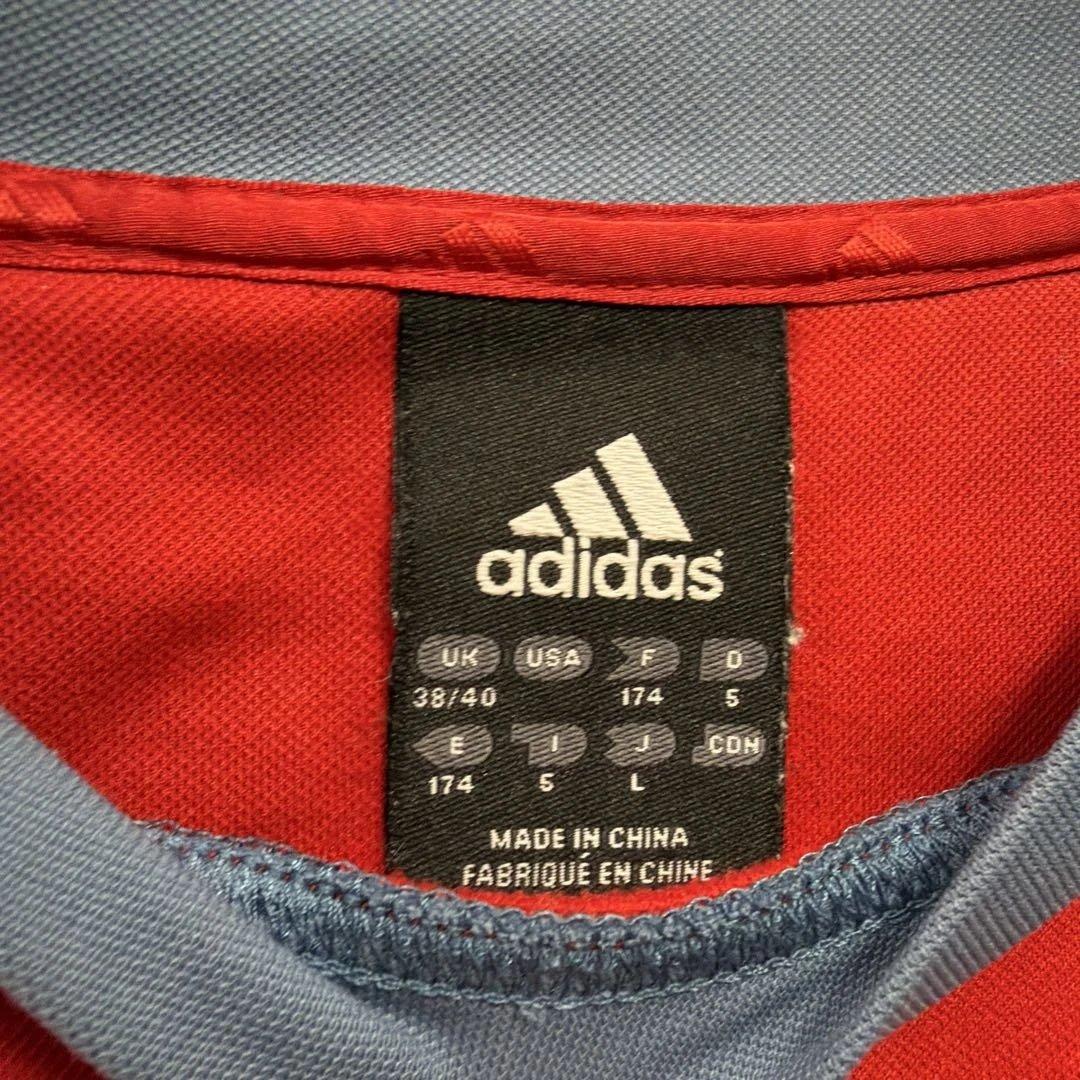 adidas
UK USA F D
38/40 174 5
E I J CDN
174 5 L
MADE IN CHINA
FABRIQUÉ EN CHINE